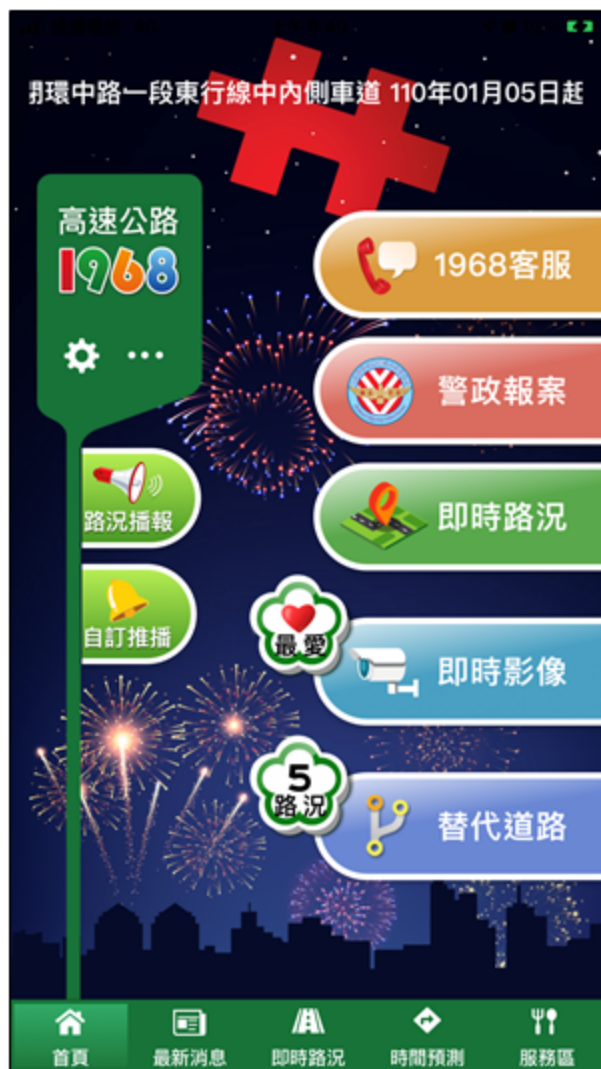 環中路一段東行線中內側車道 110年01月05日起
高速公路
1968
1968客服
警政報案
即時路況
路況播報
自訂推播
最愛
即時影像
5
路況
替代道路
首頁
最新消息
即時路況
時間預測
服務區